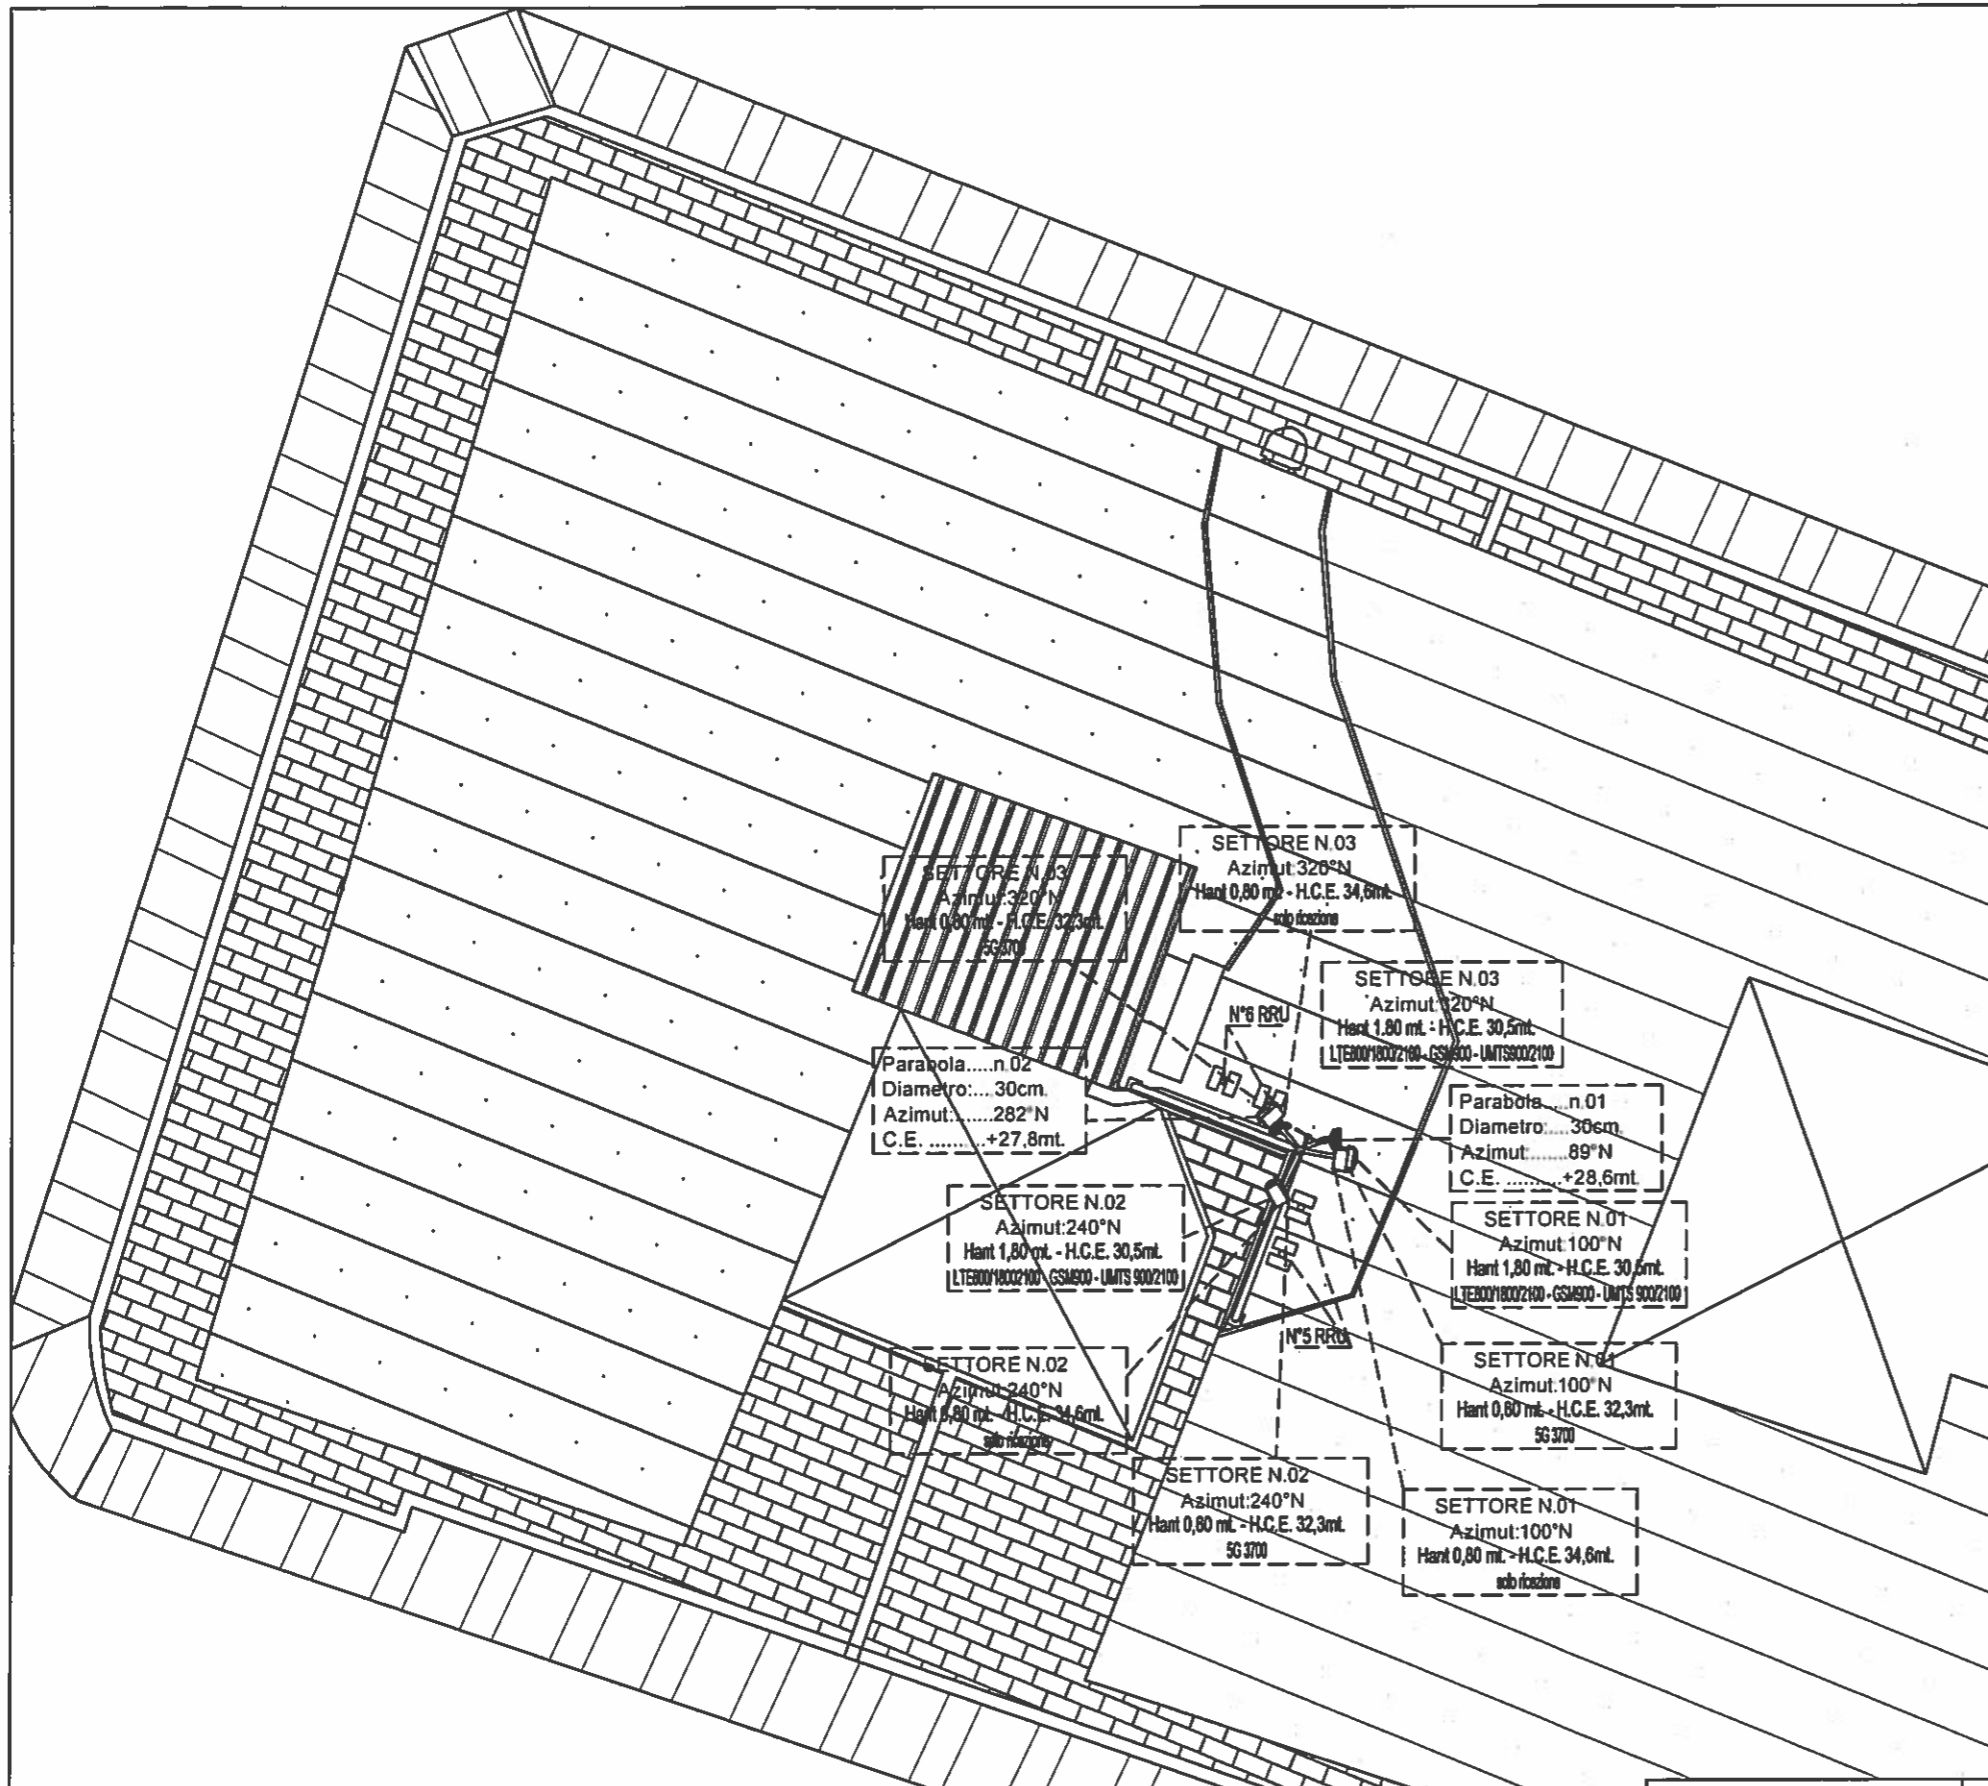 SETTORE N.03
Azimut:320°N
Hant 0,80 mt. - H.C.E. 34,6mt.
solo ricezione
SETTORE N.03
Azimut:320°N
Hant 0,80 mt. - H.C.E. 32,3mt.
5G3700
SETTORE N.03
Azimut:320°N
Hant 1,80 mt. - H.C.E. 30,5mt.
LTE800/1800/2100 - GSM900 - UMTS900/2100
N°6 RRU
Parabola.....n.02
Diametro:....30cm.
Azimut:.......282°N
C.E. ..........+27,8mt.
Parabola.....n.01
Diametro:....30cm.
Azimut:.......89°N
C.E. ..........+28,6mt.
SETTORE N.02
Azimut:240°N
Hant 1,80 mt. - H.C.E. 30,5mt.
LTE800/1800/2100 - GSM900 - UMTS 900/2100
SETTORE N.01
Azimut:100°N
Hant 1,80 mt. - H.C.E. 30,5mt.
LTE800/1800/2100 - GSM900 - UMTS 900/2100
N°5 RRU
SETTORE N.02
Azimut:240°N
Hant 0,80 mt. - H.C.E. 34,6mt.
solo ricezione
SETTORE N.01
Azimut:100°N
Hant 0,80 mt. - H.C.E. 32,3mt.
5G 3700
SETTORE N.02
Azimut:240°N
Hant 0,80 mt. - H.C.E. 32,3mt.
5G 3700
SETTORE N.01
Azimut:100°N
Hant 0,80 mt. - H.C.E. 34,6mt.
solo ricezione